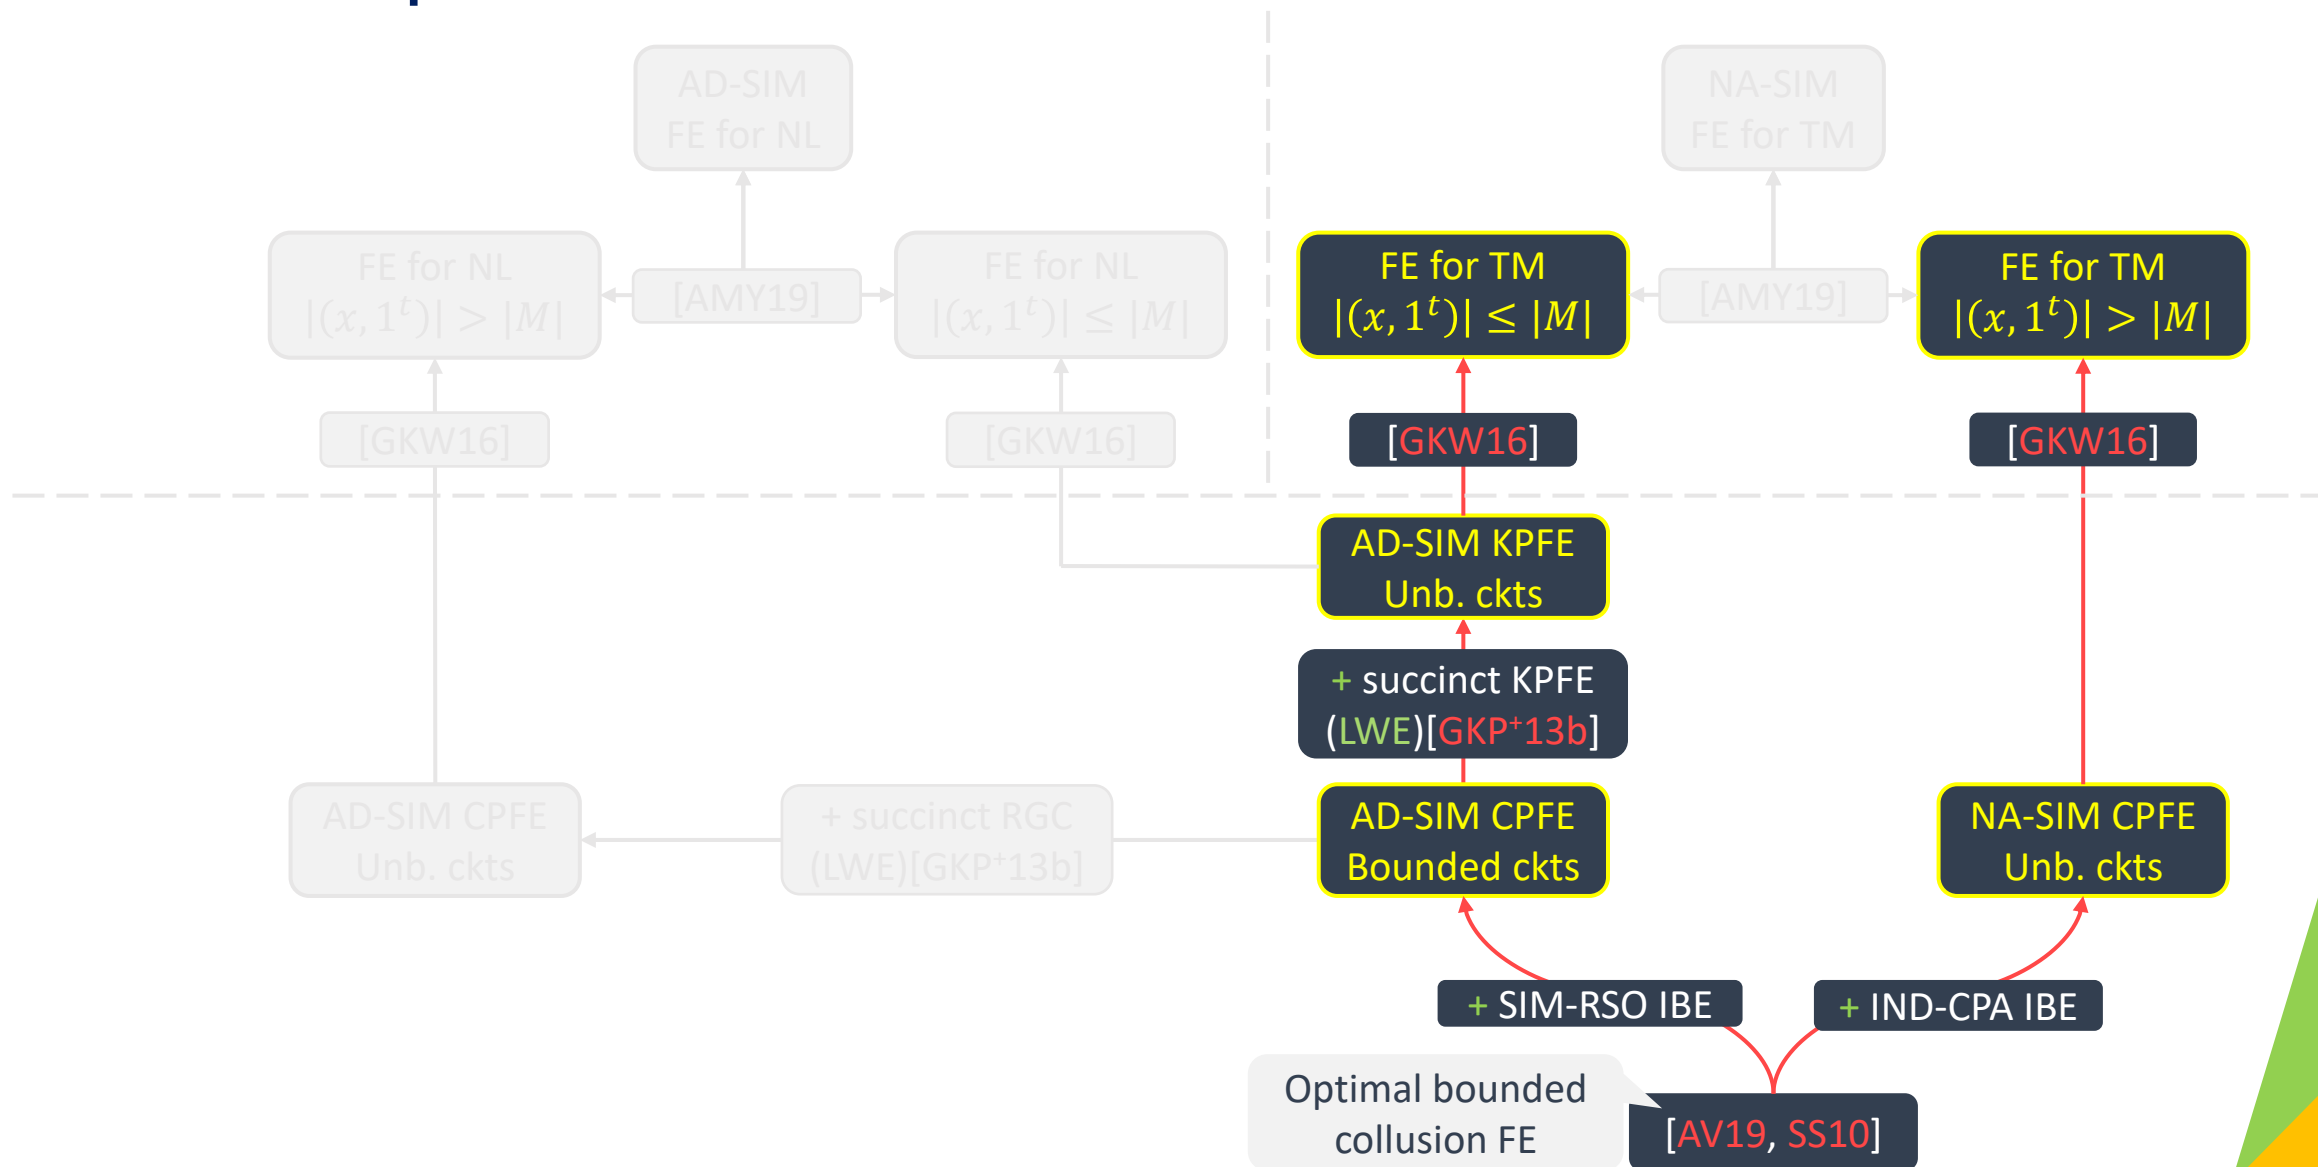 AD-SIM
FE for NL
NA-SIM
FE for TM
FE for NL
|(x, 1^t)| > |M|
[AMY19]
FE for NL
|(x, 1^t)| ≤ |M|
FE for TM
|(x, 1^t)| ≤ |M|
[AMY19]
FE for TM
|(x, 1^t)| > |M|
[GKW16]
[GKW16]
[GKW16]
[GKW16]
AD-SIM KPFE
Unb. ckts
+ succinct KPFE
(LWE)[GKP⁺13b]
AD-SIM CPFE
Unb. ckts
+ succinct RGC
(LWE)[GKP⁺13b]
AD-SIM CPFE
Bounded ckts
NA-SIM CPFE
Unb. ckts
+ SIM-RSO IBE
+ IND-CPA IBE
Optimal bounded
collusion FE
[AV19, SS10]